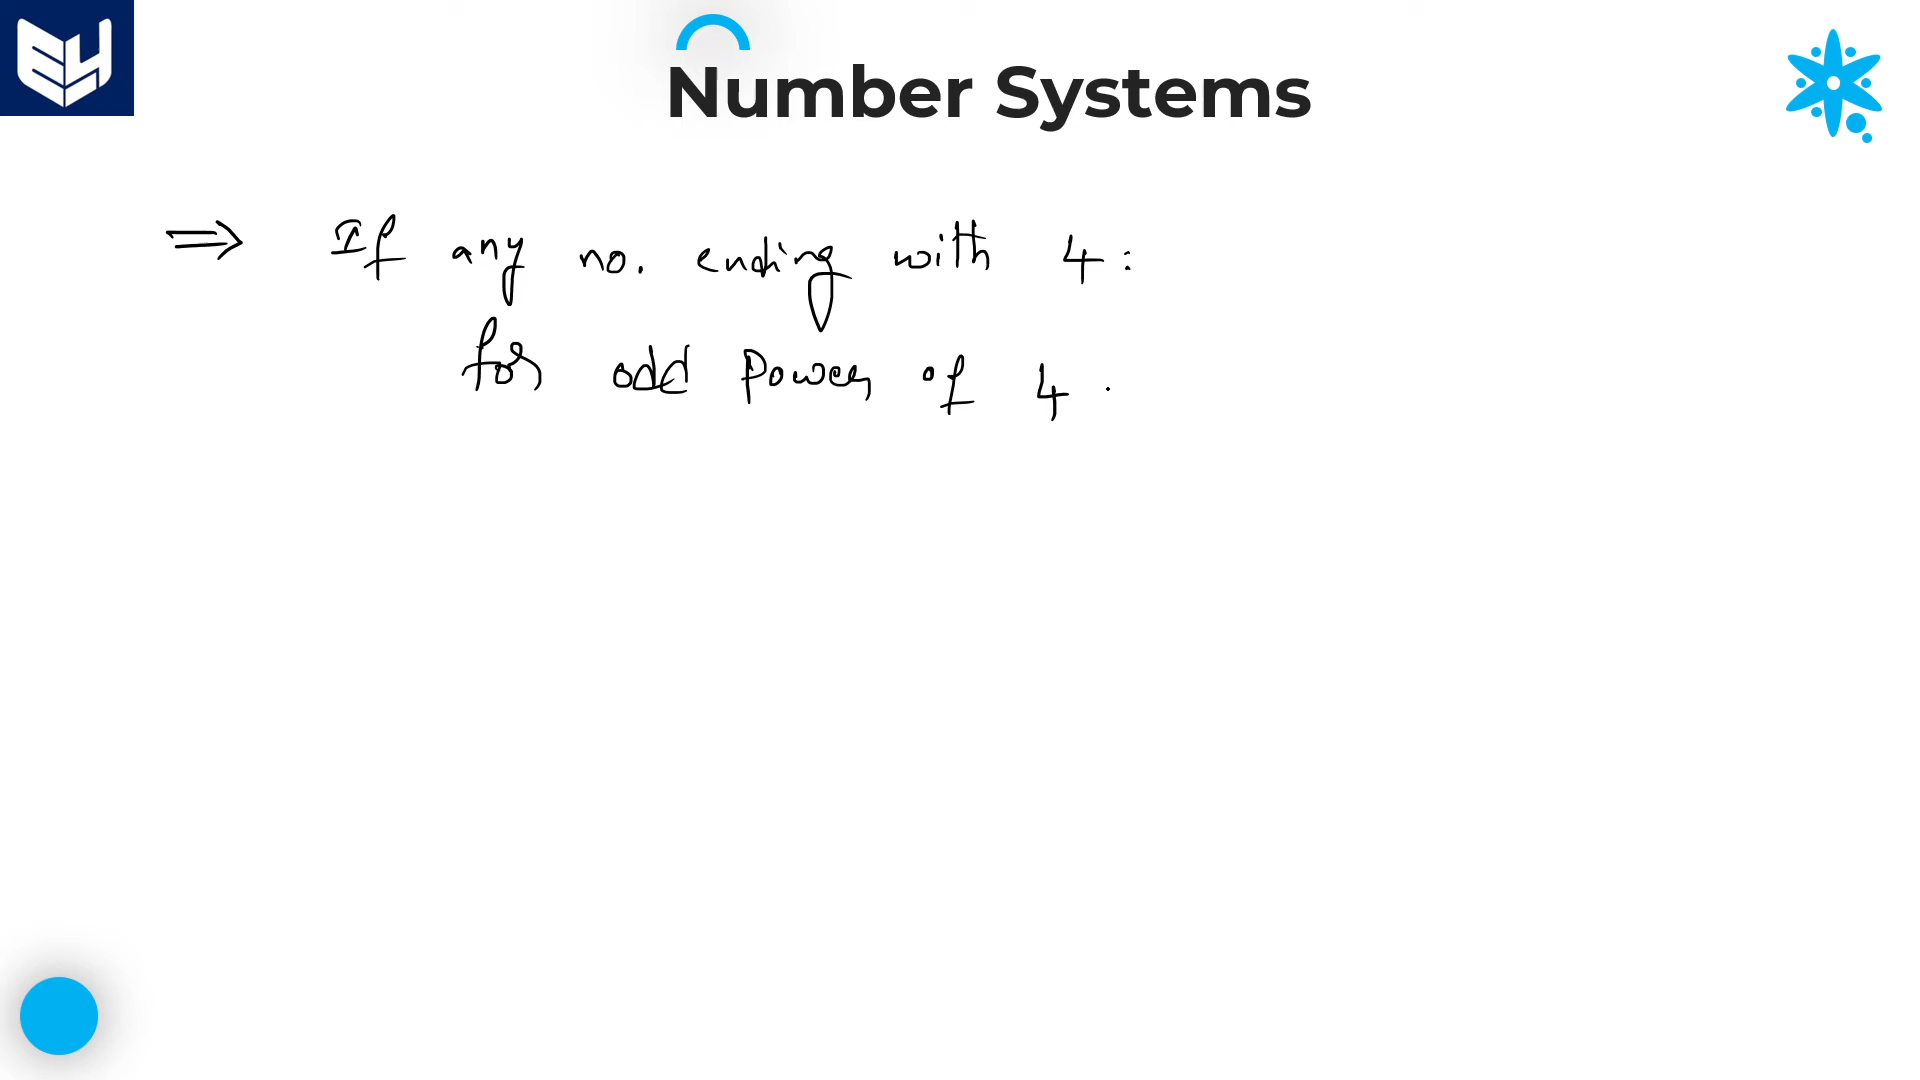 Number Systems
⇒ If any no. ending with 4 :
for odd power of 4 .